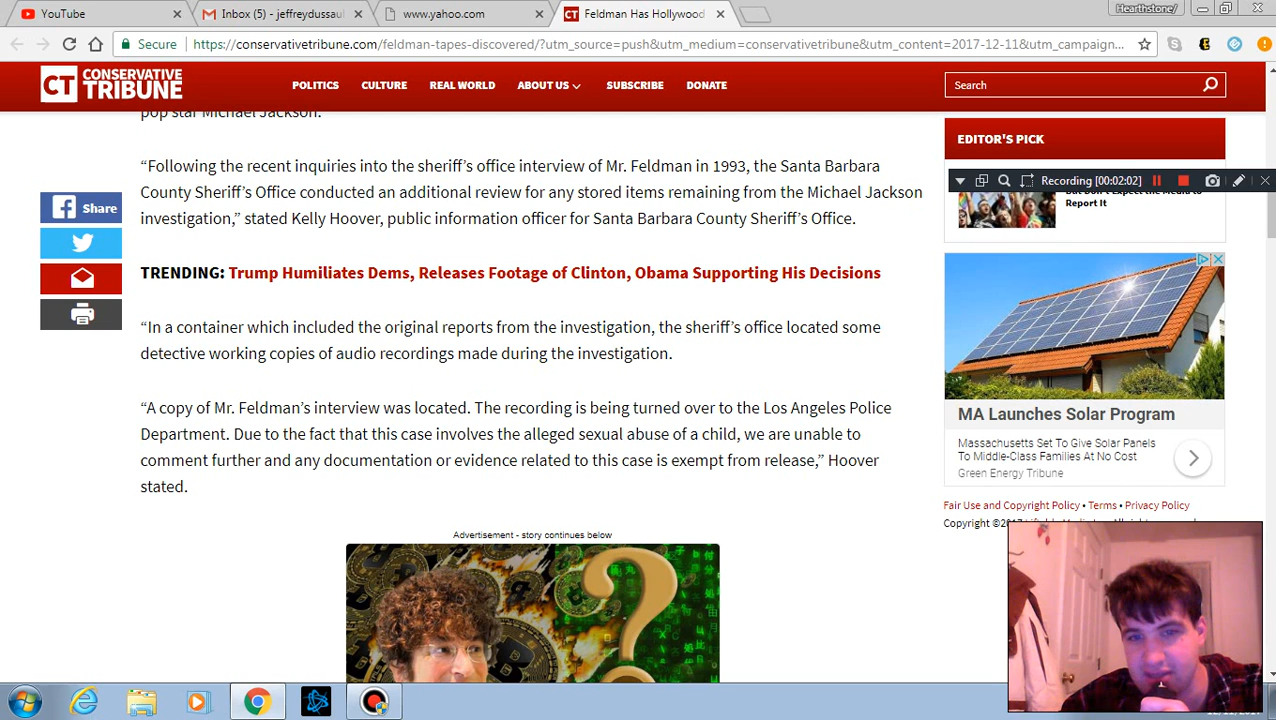 YouTube
Inbox (5) - jeffreydussaul
www.yahoo.com
Feldman Has Hollywood
Hearthstone/
Secure
https://conservativetribune.com/feldman-tapes-discovered/?utm_source=push&utm_medium=conservativetribune&utm_content=2017-12-11&utm_campaign...
CT CONSERVATIVE
TRIBUNE
POLITICS CULTURE REAL WORLD ABOUT US SUBSCRIBE DONATE
Search
pop star Michael Jackson.
“Following the recent inquiries into the sheriff’s office interview of Mr. Feldman in 1993, the Santa Barbara
County Sheriff’s Office conducted an additional review for any stored items remaining from the Michael Jackson
investigation,” stated Kelly Hoover, public information officer for Santa Barbara County Sheriff’s Office.
Share
TRENDING: Trump Humiliates Dems, Releases Footage of Clinton, Obama Supporting His Decisions
“In a container which included the original reports from the investigation, the sheriff’s office located some
detective working copies of audio recordings made during the investigation.
“A copy of Mr. Feldman’s interview was located. The recording is being turned over to the Los Angeles Police
Department. Due to the fact that this case involves the alleged sexual abuse of a child, we are unable to
comment further and any documentation or evidence related to this case is exempt from release,” Hoover
stated.
Advertisement - story continues below
EDITOR'S PICK
Recording [00:02:02]
But Don't Expect the Media to
Report It
MA Launches Solar Program
Massachusetts Set To Give Solar Panels
To Middle-Class Families At No Cost
Green Energy Tribune
Fair Use and Copyright Policy • Terms • Privacy Policy
Copyright ©2017